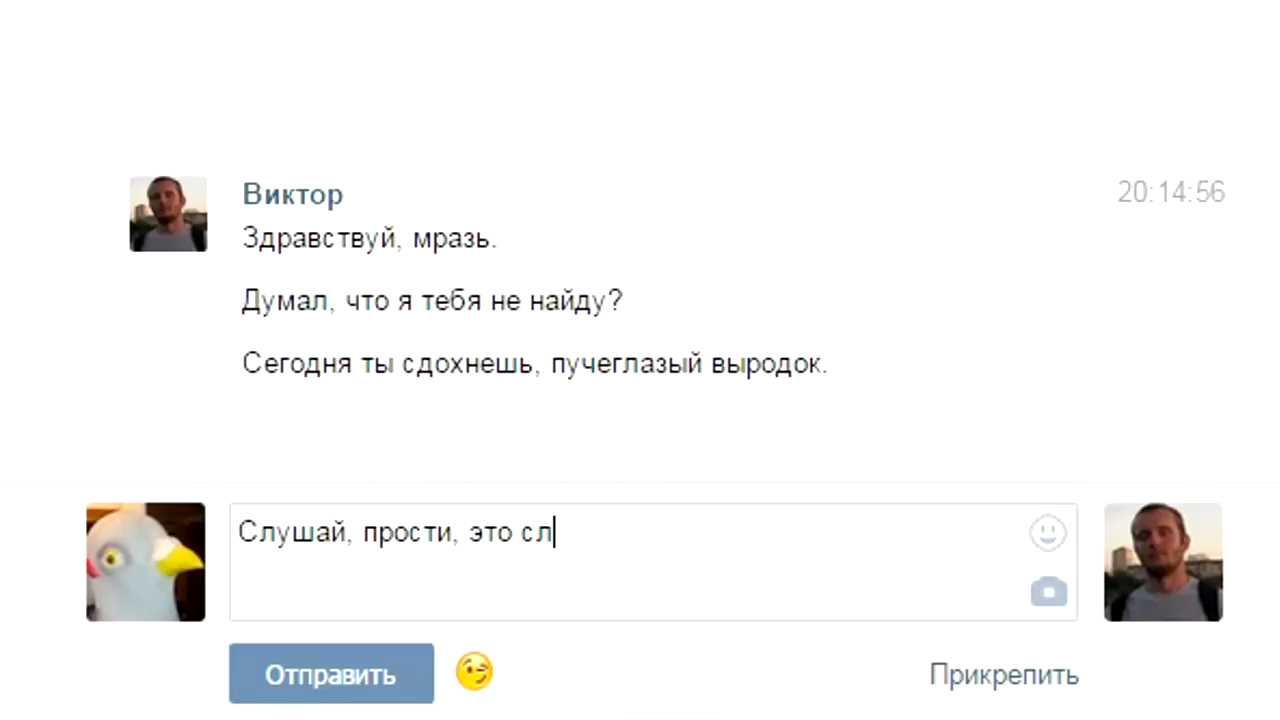 Виктор
20:14:56
Здравствуй, мразь.
Думал, что я тебя не найду?
Сегодня ты сдохнешь, пучеглазый выродок.
Слушай, прости, это сл
Отправить
Прикрепить